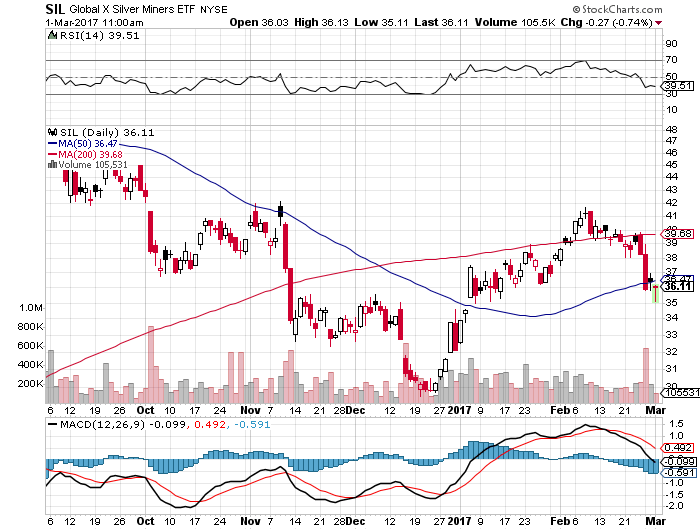 SIL Global X Silver Miners ETF NYSE
© StockCharts.com
1-Mar-2017 11:00am
Open 36.03 High 36.13 Low 35.11 Last 36.11 Volume 105.5K Chg -0.27 (-0.74%)
RSI(14) 39.51
90
70
50
39.51
30
10
SIL (Daily) 36.11
MA(50) 36.47
MA(200) 39.68
Volume 105,531
48
47
46
45
44
43
42
41
40
39.68
39
38
37
36.47
36.11
35
34
33
32
31
30
1.0M
800K
600K
400K
200K
105531
6 12 19 26 Oct 10 17 24 Nov 7 14 21 28 Dec 12 19 27 2017 9 17 23 Feb 6 13 21 Mar
MACD(12,26,9) -0.099, 0.492, -0.591
1.5
1.0
0.492
-0.099
-0.591
-1.0
-1.5
-2.0
6 12 19 26 Oct 10 17 24 Nov 7 14 21 28 Dec 12 19 27 2017 9 17 23 Feb 6 13 21 Mar